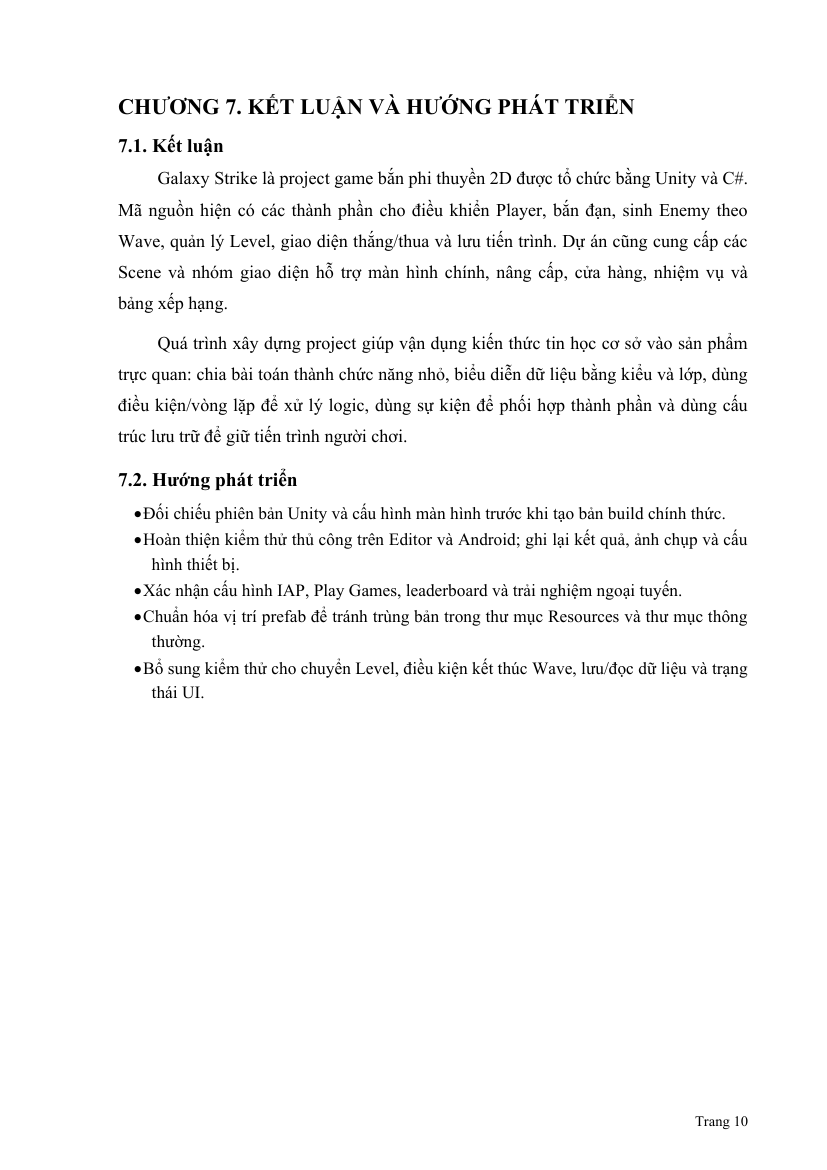 CHƯƠNG 7. KẾT LUẬN VÀ HƯỚNG PHÁT TRIỂN
7.1. Kết luận
Galaxy Strike là project game bắn phi thuyền 2D được tổ chức bằng Unity và C#.
Mã nguồn hiện có các thành phần cho điều khiển Player, bắn đạn, sinh Enemy theo
Wave, quản lý Level, giao diện thắng/thua và lưu tiến trình. Dự án cũng cung cấp các
Scene và nhóm giao diện hỗ trợ màn hình chính, nâng cấp, cửa hàng, nhiệm vụ và
bảng xếp hạng.
Quá trình xây dựng project giúp vận dụng kiến thức tin học cơ sở vào sản phẩm
trực quan: chia bài toán thành chức năng nhỏ, biểu diễn dữ liệu bằng kiểu và lớp, dùng
điều kiện/vòng lặp để xử lý logic, dùng sự kiện để phối hợp thành phần và dùng cấu
trúc lưu trữ để giữ tiến trình người chơi.
7.2. Hướng phát triển
•Đối chiếu phiên bản Unity và cấu hình màn hình trước khi tạo bản build chính thức.
•Hoàn thiện kiểm thử thủ công trên Editor và Android; ghi lại kết quả, ảnh chụp và cấu
hình thiết bị.
•Xác nhận cấu hình IAP, Play Games, leaderboard và trải nghiệm ngoại tuyến.
•Chuẩn hóa vị trí prefab để tránh trùng bản trong thư mục Resources và thư mục thông
thường.
•Bổ sung kiểm thử cho chuyển Level, điều kiện kết thúc Wave, lưu/đọc dữ liệu và trạng
thái UI.
Trang 10